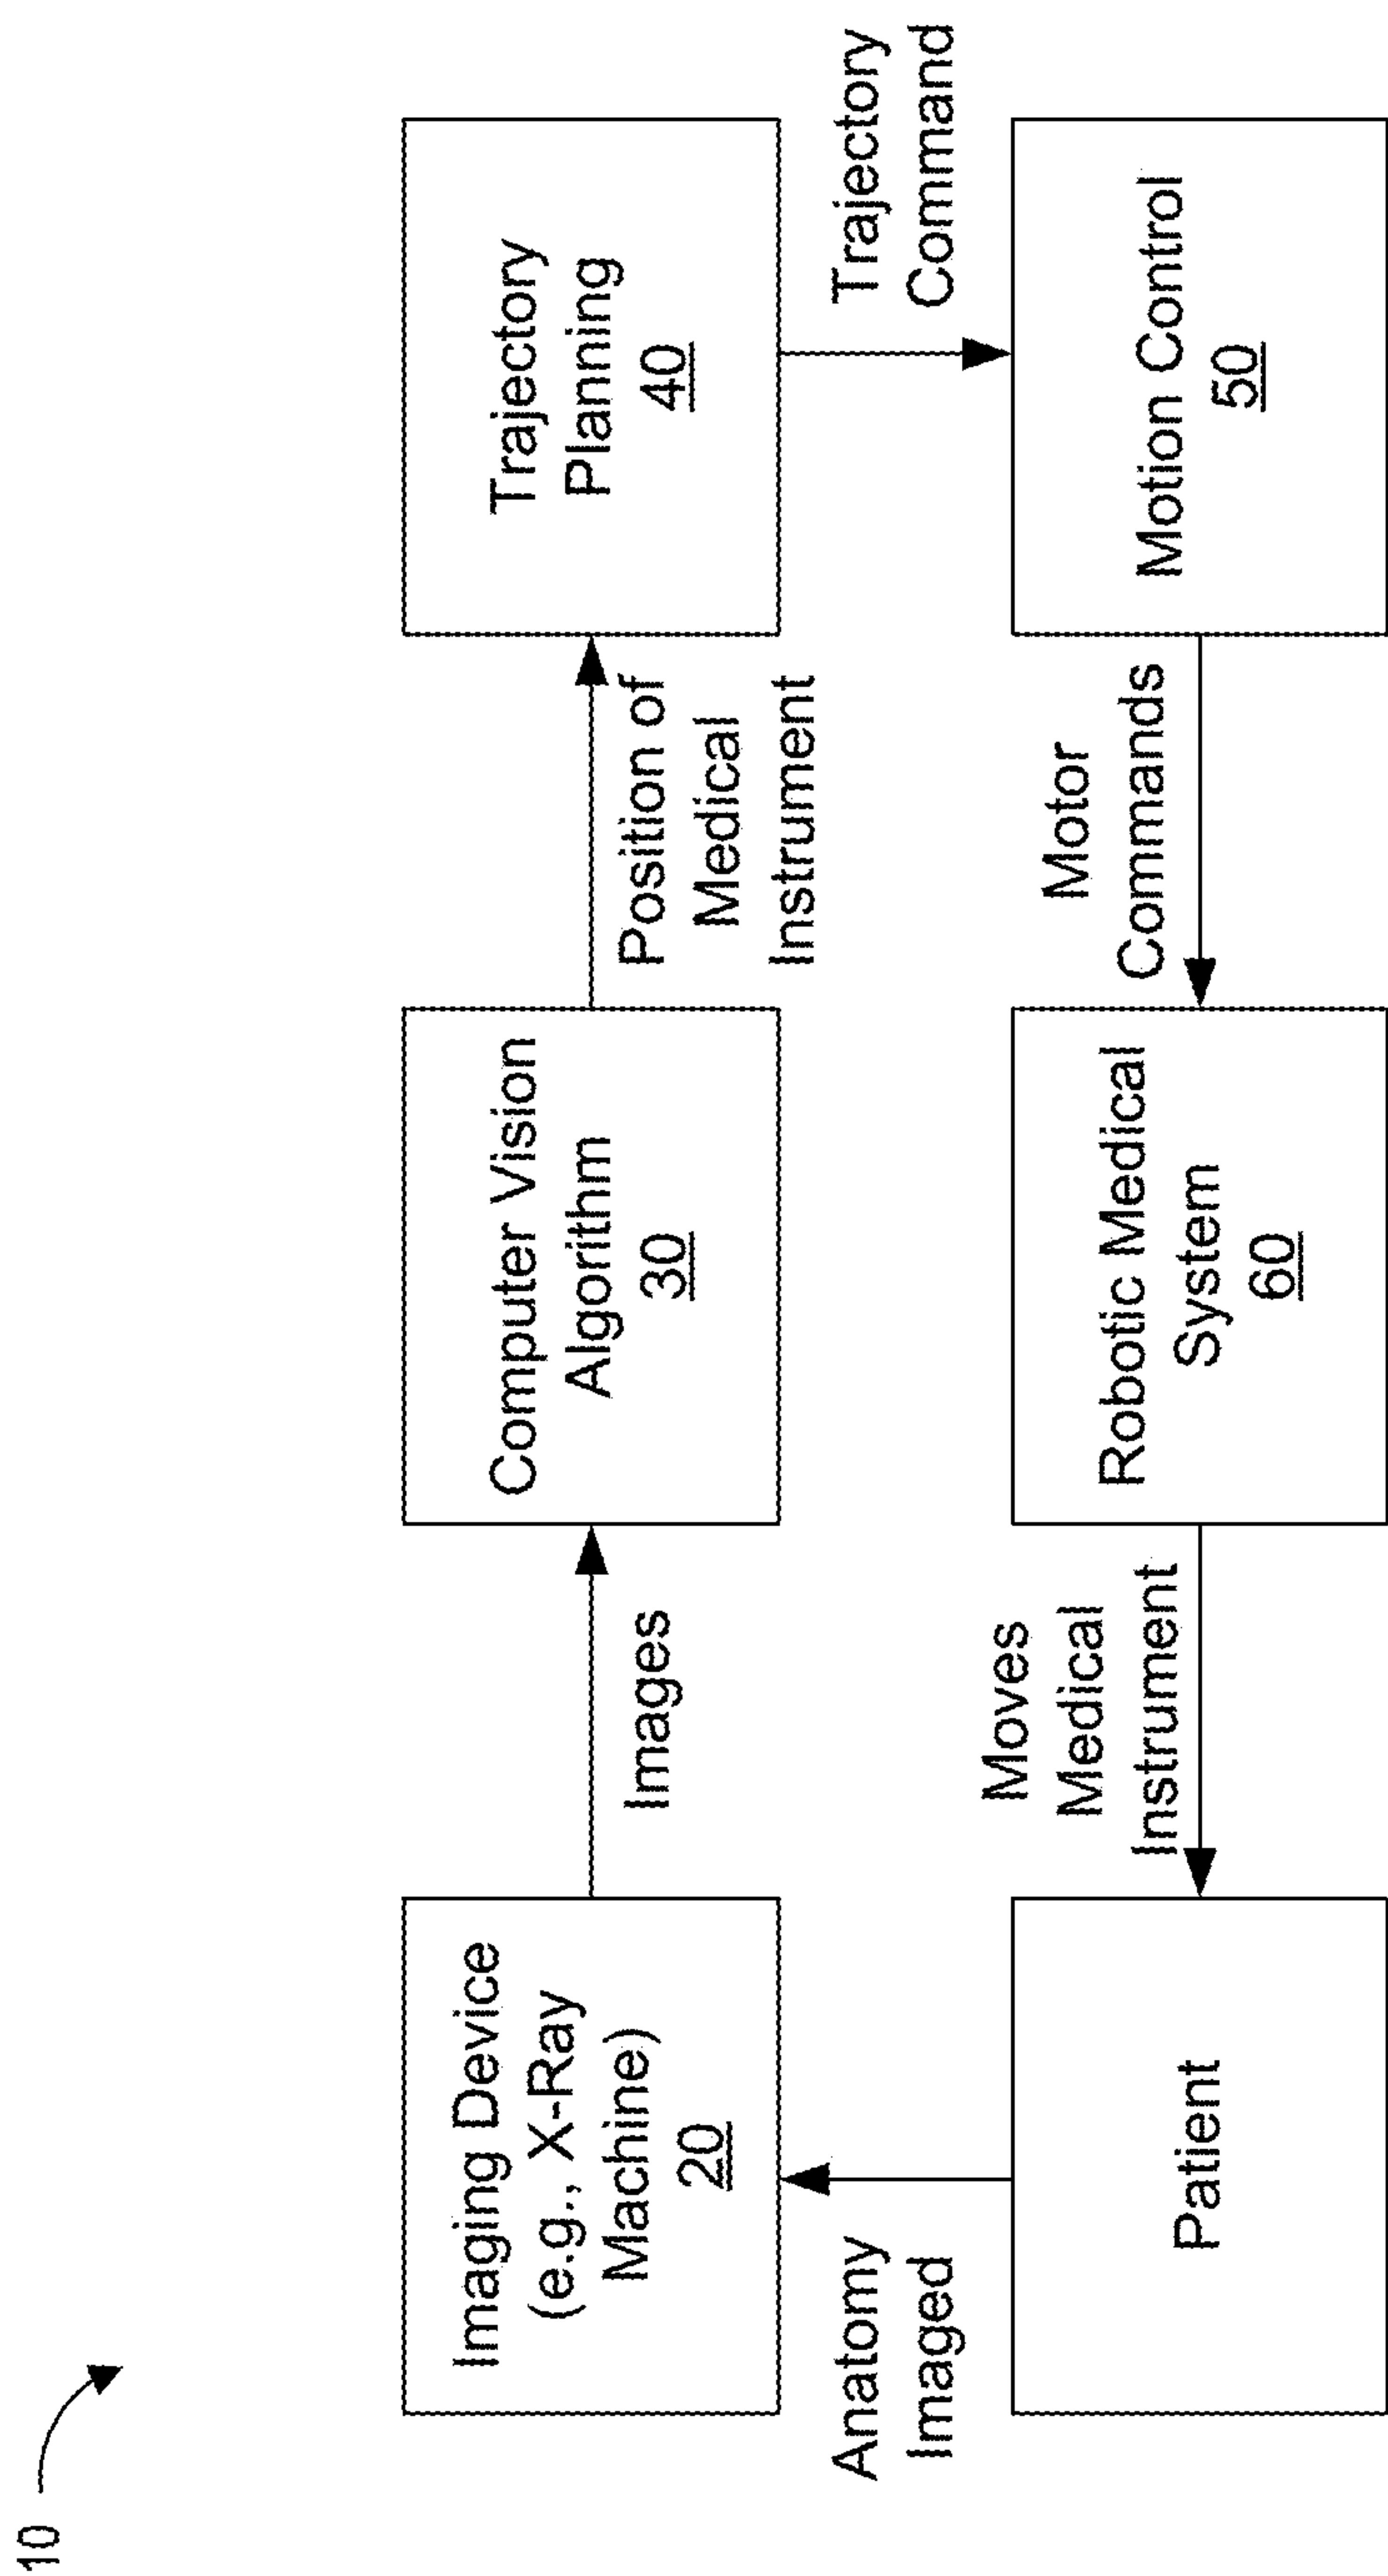 10
Imaging Device
(e.g., X-Ray
Machine)
20
Images
Computer Vision
Algorithm
30
Position of
Medical
Instrument
Trajectory
Planning
40
Anatomy
Imaged
Trajectory
Command
Patient
Moves
Medical
Instrument
Robotic Medical
System
60
Motor
Commands
Motion Control
50